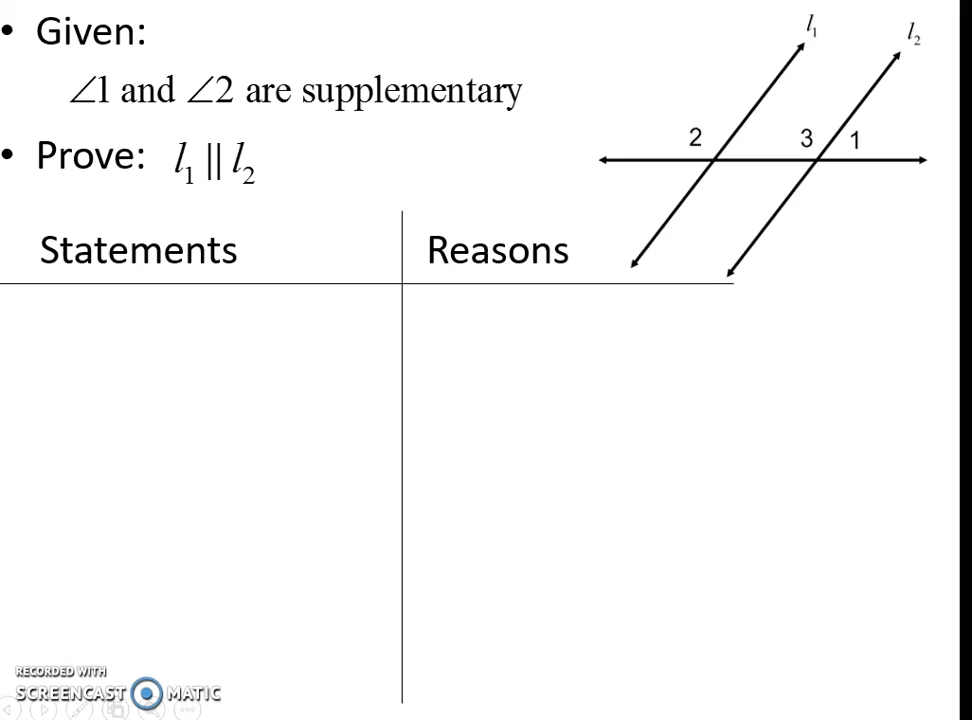 • Given:
∠1 and ∠2 are supplementary
• Prove: l₁ || l₂
l₁
l₂
2 3 1
Statements Reasons
RECORDED WITH
SCREENCAST MATIC